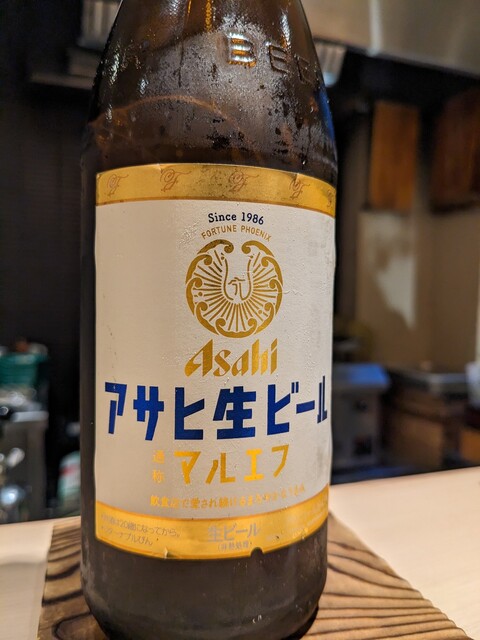 BEE
Since 1986
FORTUNE PHOENIX
Asahi
アサヒ生ビール
通称 マルエフ
生ビール